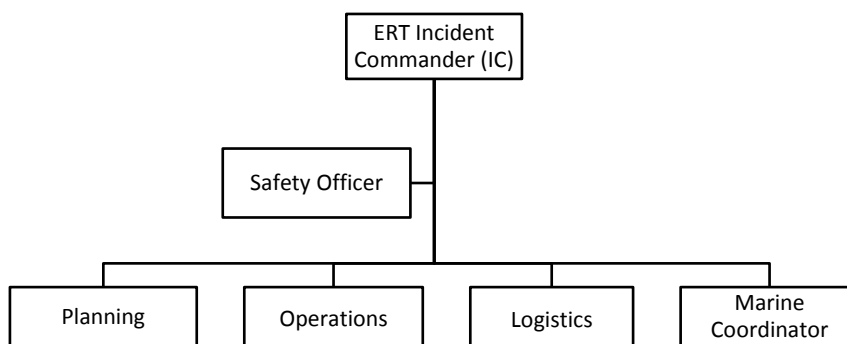 ERT Incident
Commander (IC)
Safety Officer
Planning
Operations
Logistics
Marine
Coordinator